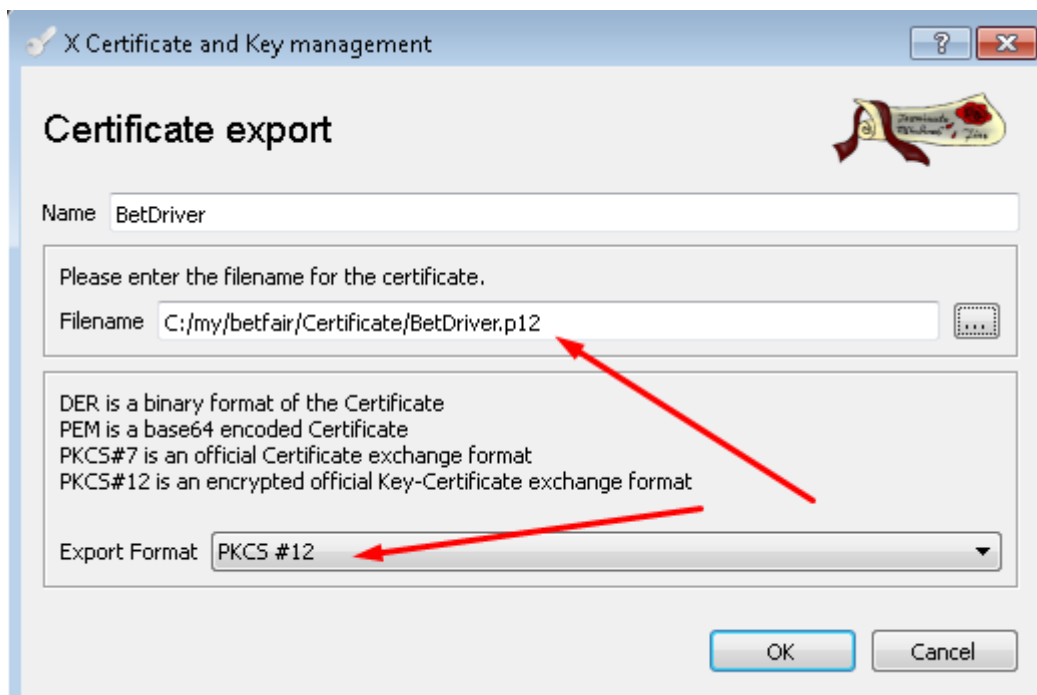 X Certificate and Key management
Certificate export
Name BetDriver
Please enter the filename for the certificate.
Filename C:/my/betfair/Certificate/BetDriver.p12 ...
DER is a binary format of the Certificate
PEM is a base64 encoded Certificate
PKCS#7 is an official Certificate exchange format
PKCS#12 is an encrypted official Key-Certificate exchange format
Export Format PKCS #12
OK Cancel